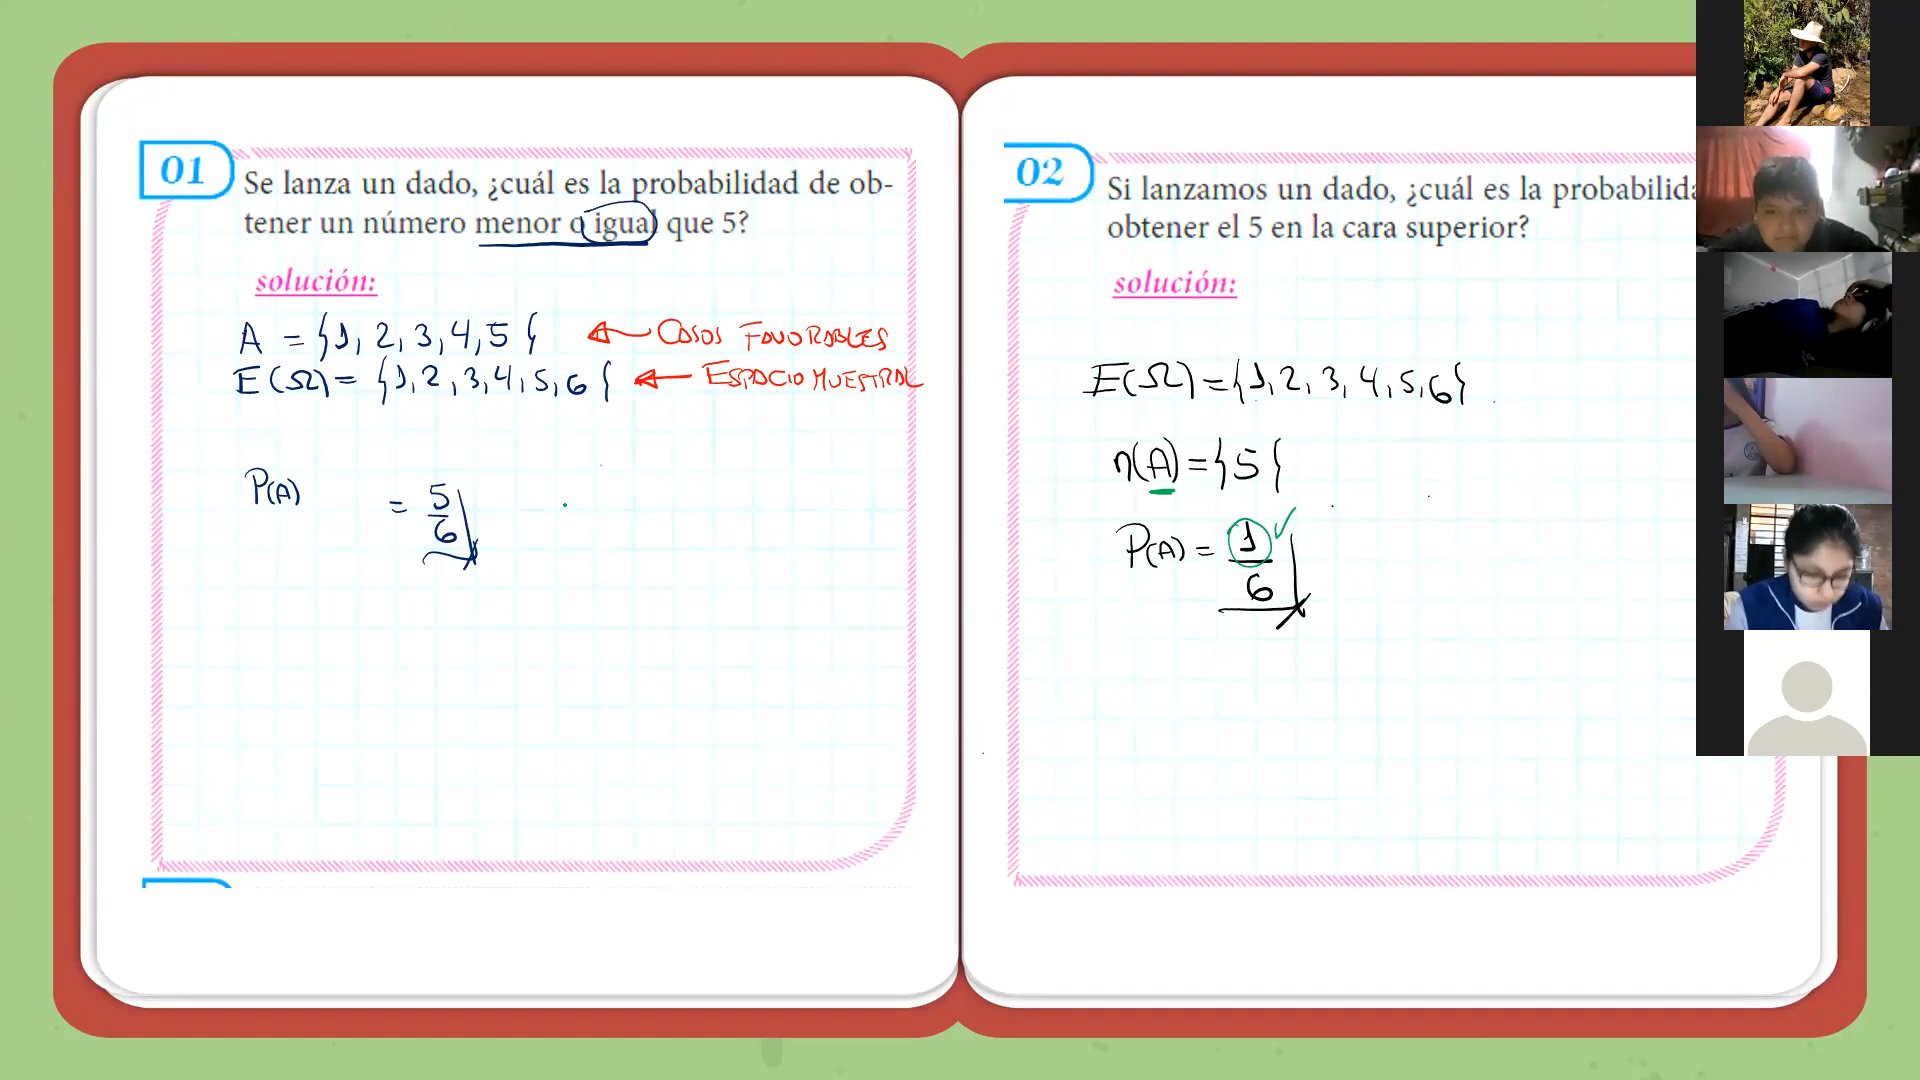 01
Se lanza un dado, ¿cuál es la probabilidad de ob-
tener un número menor o igual que 5?
solución:
A = {1, 2, 3, 4, 5}
← CASOS FAVORABLES
E(Ω) = {1, 2, 3, 4, 5, 6}
← ESPACIO MUESTRAL
P(A) = 5/6
02
Si lanzamos un dado, ¿cuál es la probabilida
obtener el 5 en la cara superior?
solución:
E(Ω) = {1, 2, 3, 4, 5, 6}
n(A) = {5}
P(A) = 1/6 ✓